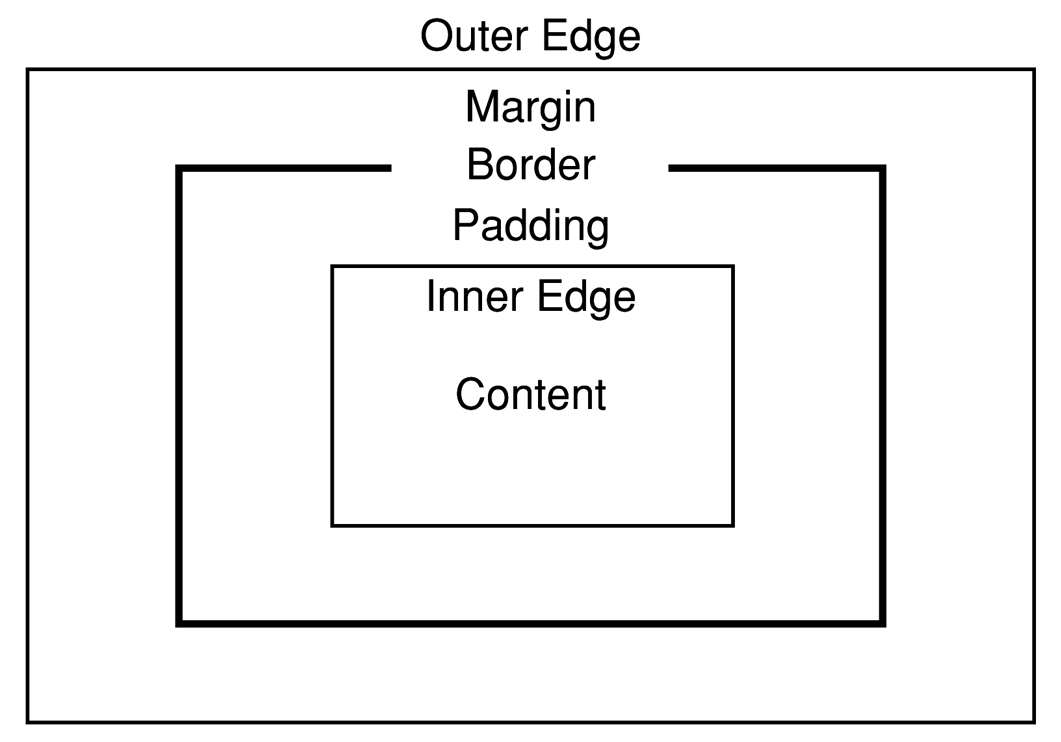 Outer Edge
Margin
Border
Padding
Inner Edge
Content